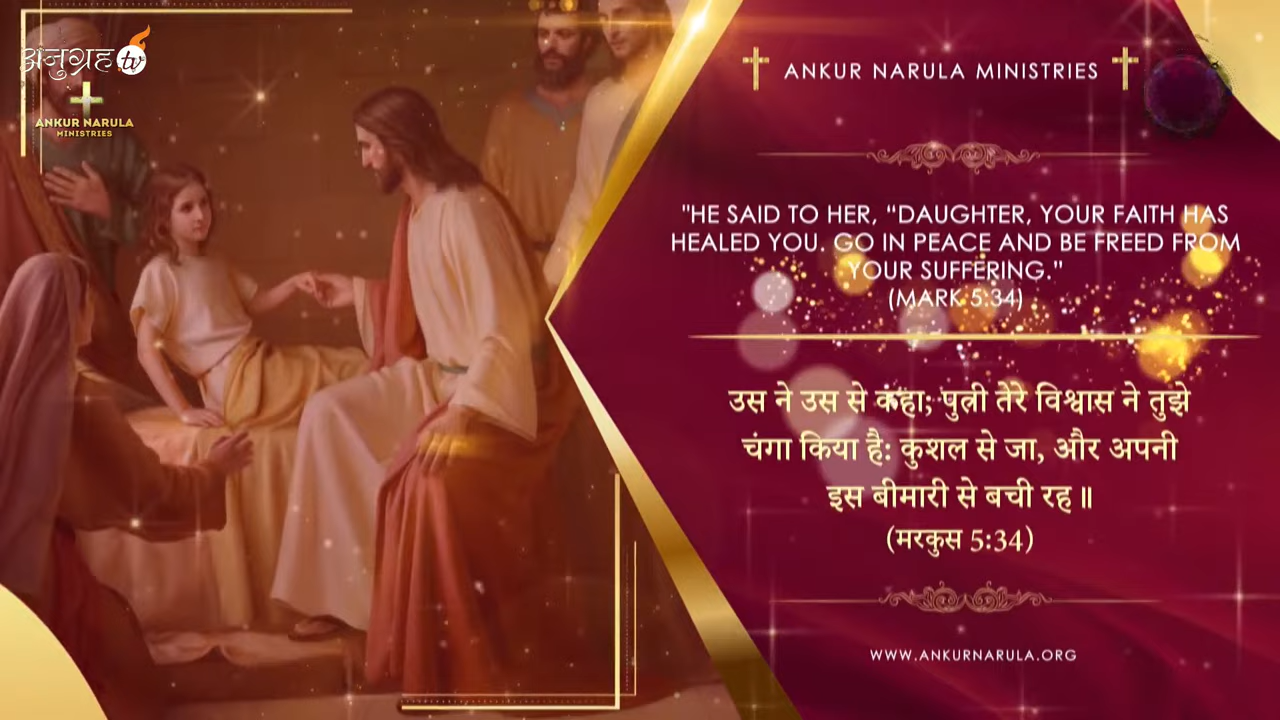 अनुग्रह tv
ANKUR NARULA
MINISTRIES
ANKUR NARULA MINISTRIES
"HE SAID TO HER, “DAUGHTER, YOUR FAITH HAS
HEALED YOU. GO IN PEACE AND BE FREED FROM
YOUR SUFFERING.”
(MARK 5:34)
उस ने उस से कहा; पुत्री तेरे विश्वास ने तुझे
चंगा किया है: कुशल से जा, और अपनी
इस बीमारी से बची रह॥
(मरकुस 5:34)
WWW.ANKURNARULA.ORG